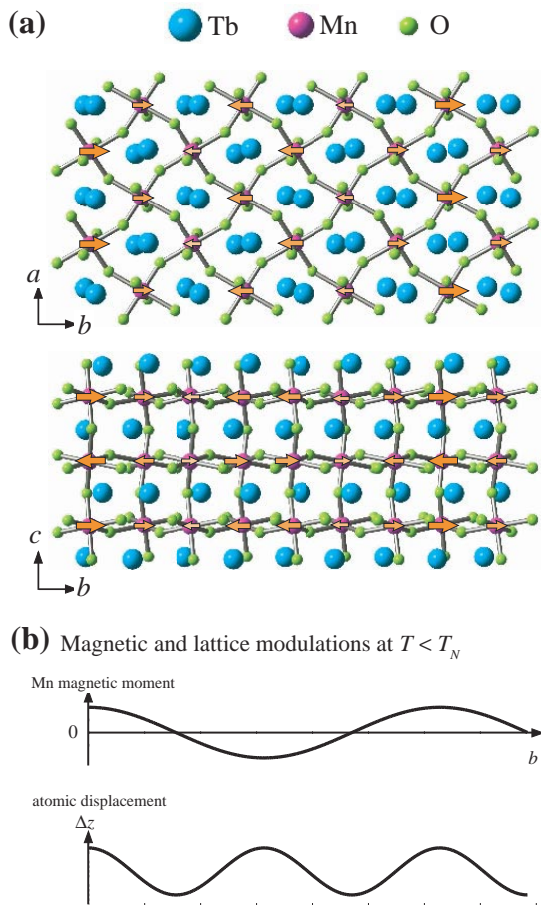 (a) Tb Mn O
a
b
c
b
(b) Magnetic and lattice modulations at T < T_N
Mn magnetic moment
0
b
atomic displacement
Δz